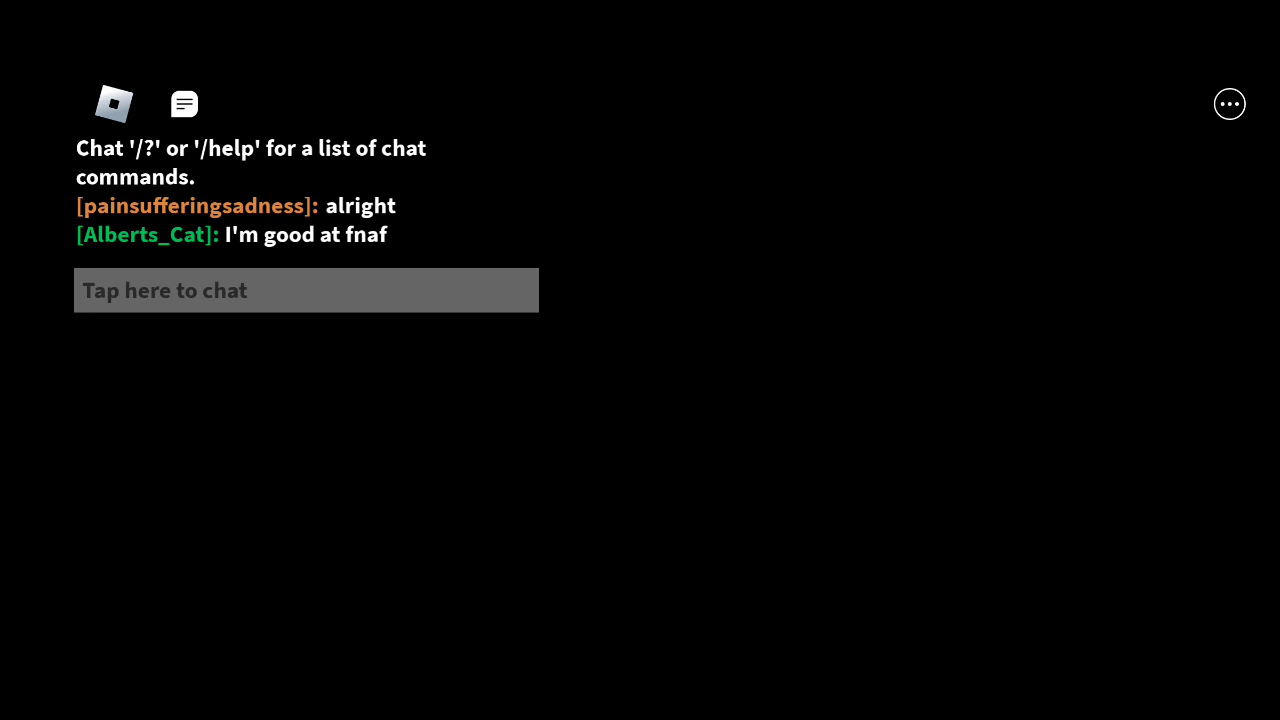 Chat '/?' or '/help' for a list of chat
commands.
[painsufferingsadness]: alright
[Alberts_Cat]: I'm good at fnaf
Tap here to chat